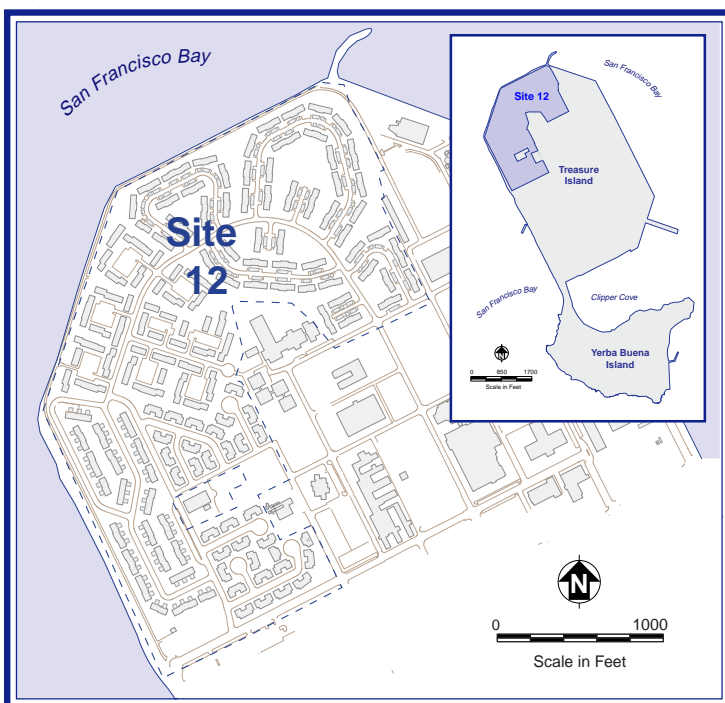 San Francisco Bay
Site
12
N
0 1000
Scale in Feet
San Francisco Bay
Site 12
Treasure
Island
San Francisco Bay
Clipper Cove
Yerba Buena
Island
N
0 850 1700
Scale in Feet